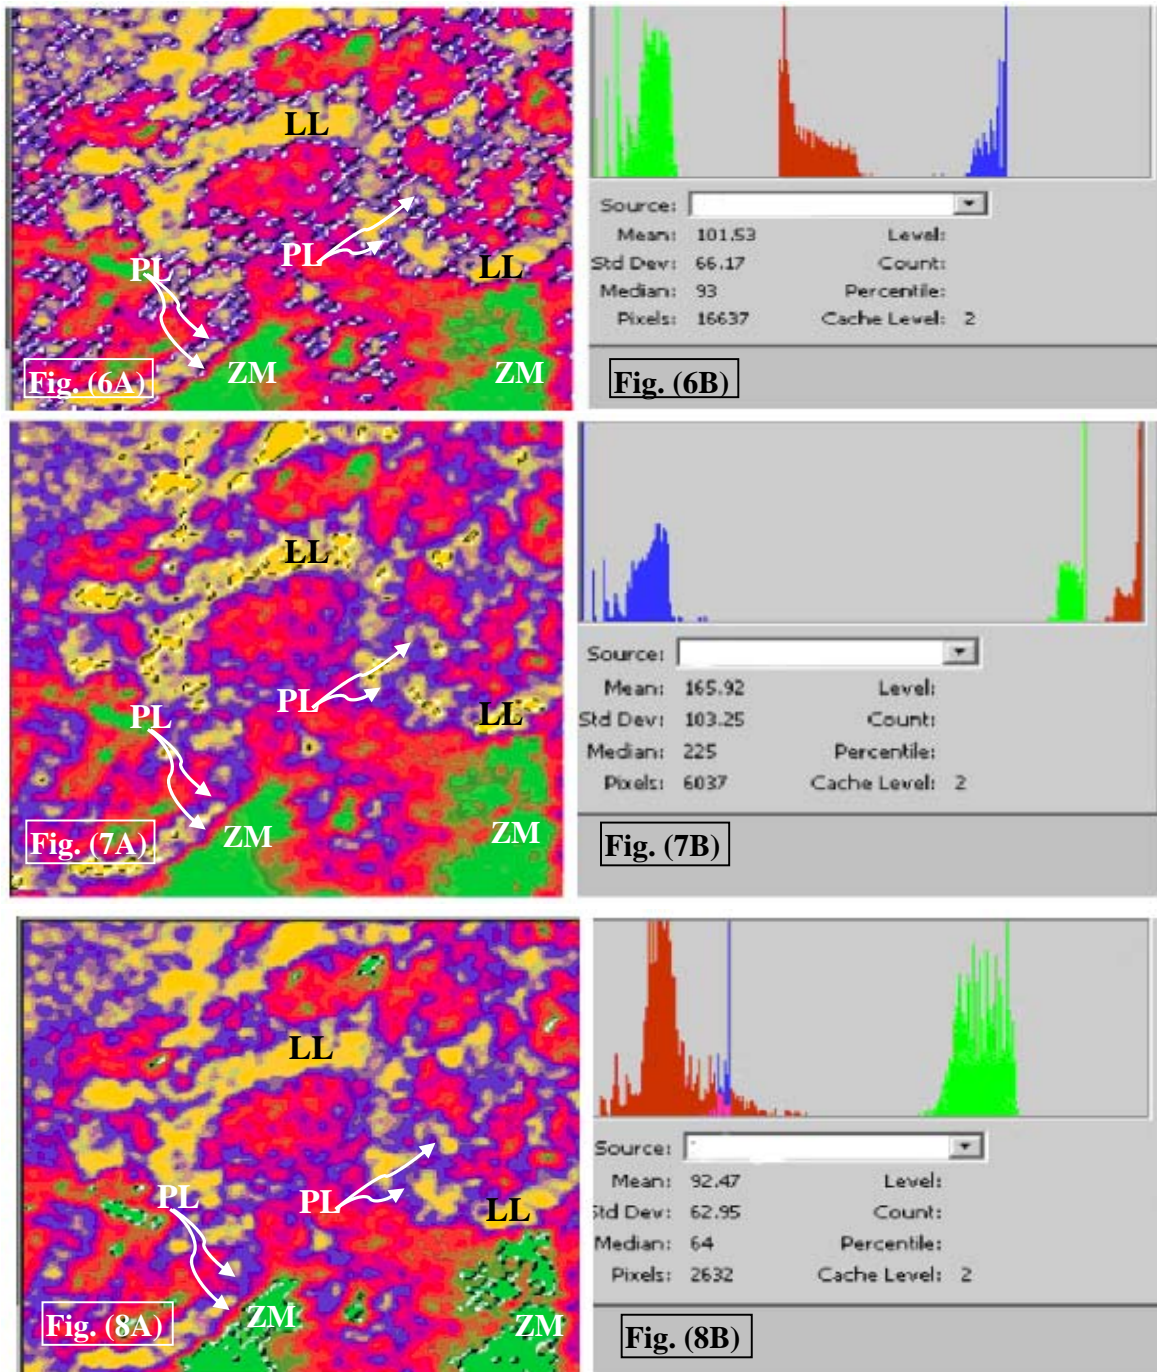 LL
PL
PL
LL
ZM
ZM
Fig. (6A)
Source:
Mean: 101.53 Level:
Std Dev: 66.17 Count:
Median: 93 Percentile:
Pixels: 16637 Cache Level: 2
Fig. (6B)
LL
PL
PL
LL
ZM
ZM
Fig. (7A)
Source:
Mean: 165.92 Level:
Std Dev: 103.25 Count:
Median: 225 Percentile:
Pixels: 6037 Cache Level: 2
Fig. (7B)
LL
PL
PL
LL
ZM
ZM
Fig. (8A)
Source:
Mean: 92.47 Level:
Std Dev: 62.95 Count:
Median: 64 Percentile:
Pixels: 2632 Cache Level: 2
Fig. (8B)